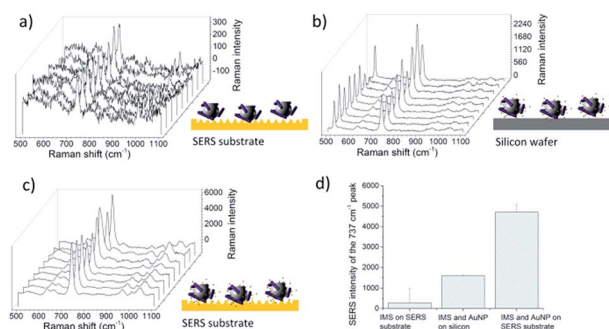 a)
300
200
100
0
-100
Raman intensity
500 600 700 800 900 1000 1100
Raman shift (cm-1)
SERS substrate
b)
2240
1680
1120
560
0
Raman intensity
500 600 700 800 900 1000 1100
Raman shift (cm-1)
Silicon wafer
c)
6000
4000
2000
0
Raman intensity
500 600 700 800 900 1000 1100
Raman shift (cm-1)
SERS substrate
d)
SERS intensity of the 737 cm-1 peak
6000
5000
4000
3000
2000
1000
0
IMS on SERS substrate
IMS and AuNP on silicon
IMS and AuNP on SERS substrate